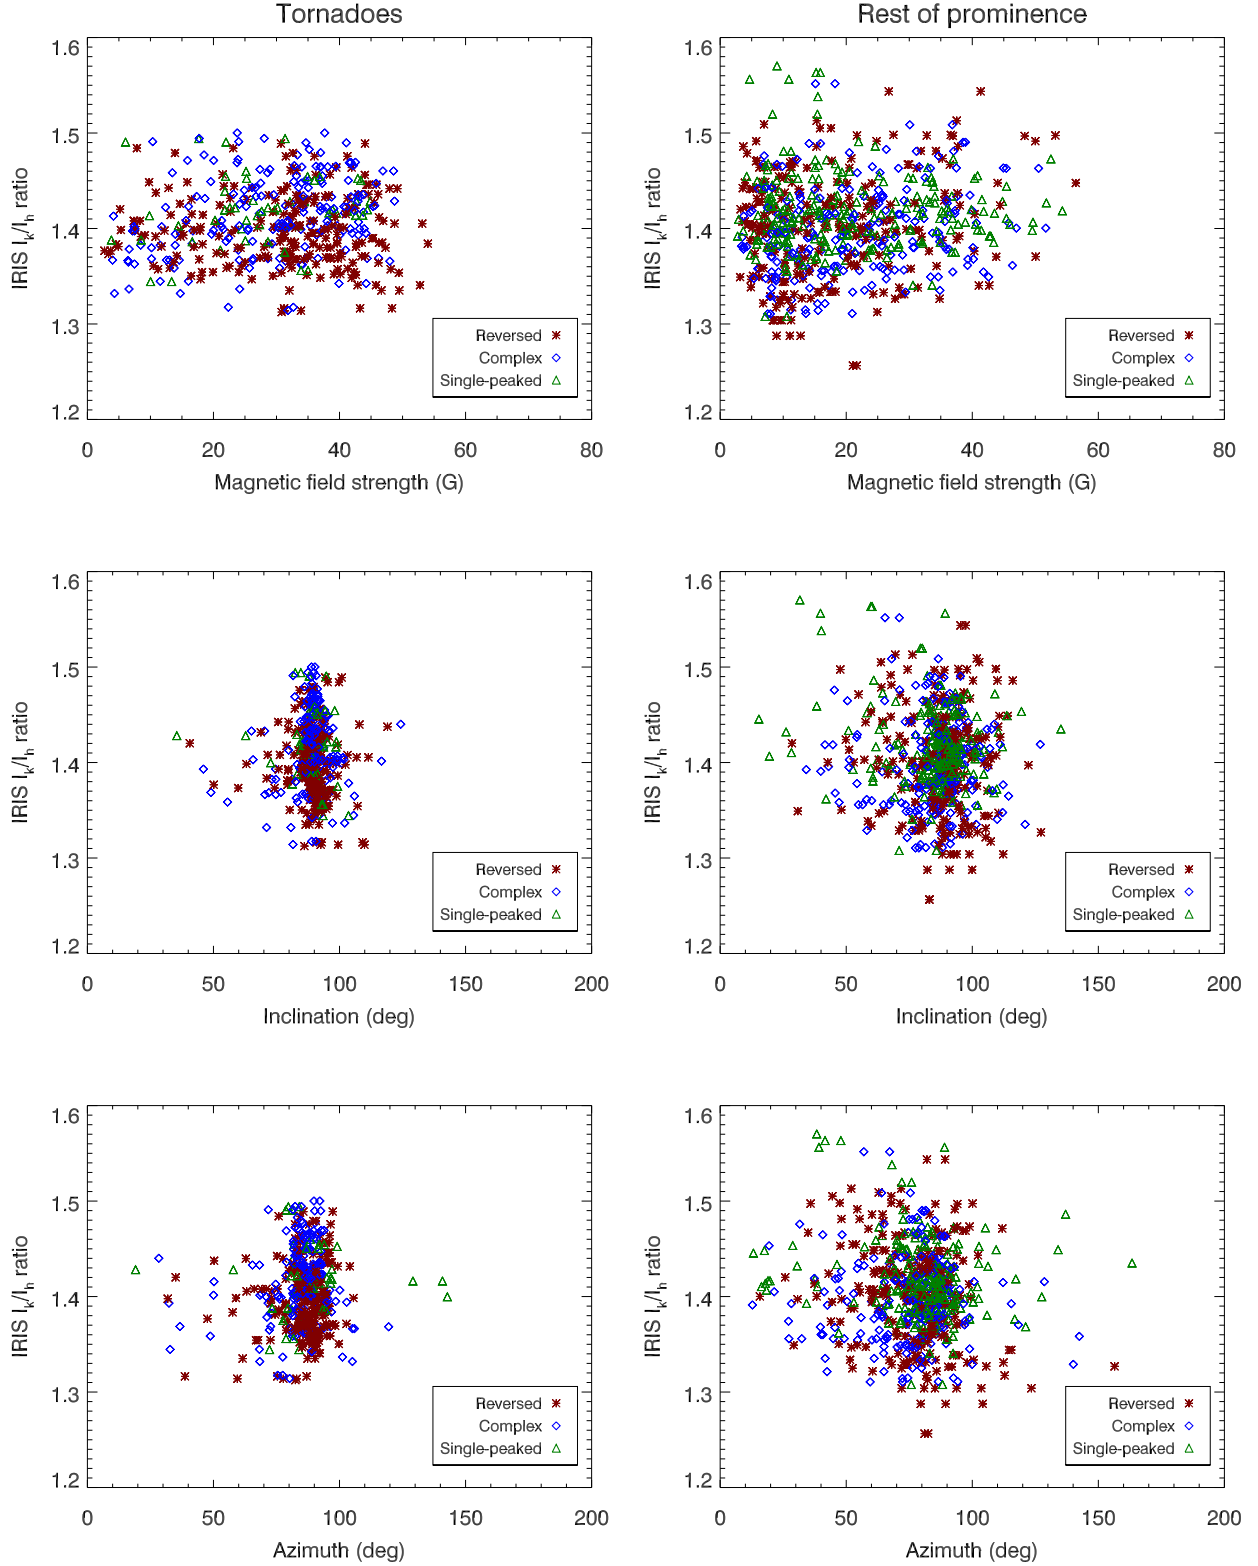 Tornadoes
Rest of prominence
1.6
1.5
1.4
1.3
1.2
IRIS Ik/Ih ratio
Reversed
Complex
Single-peaked
0 20 40 60 80
Magnetic field strength (G)
1.6
1.5
1.4
1.3
1.2
IRIS Ik/Ih ratio
Reversed
Complex
Single-peaked
0 20 40 60 80
Magnetic field strength (G)
1.6
1.5
1.4
1.3
1.2
IRIS Ik/Ih ratio
Reversed
Complex
Single-peaked
0 50 100 150 200
Inclination (deg)
1.6
1.5
1.4
1.3
1.2
IRIS Ik/Ih ratio
Reversed
Complex
Single-peaked
0 50 100 150 200
Inclination (deg)
1.6
1.5
1.4
1.3
1.2
IRIS Ik/Ih ratio
Reversed
Complex
Single-peaked
0 50 100 150 200
Azimuth (deg)
1.6
1.5
1.4
1.3
1.2
IRIS Ik/Ih ratio
Reversed
Complex
Single-peaked
0 50 100 150 200
Azimuth (deg)